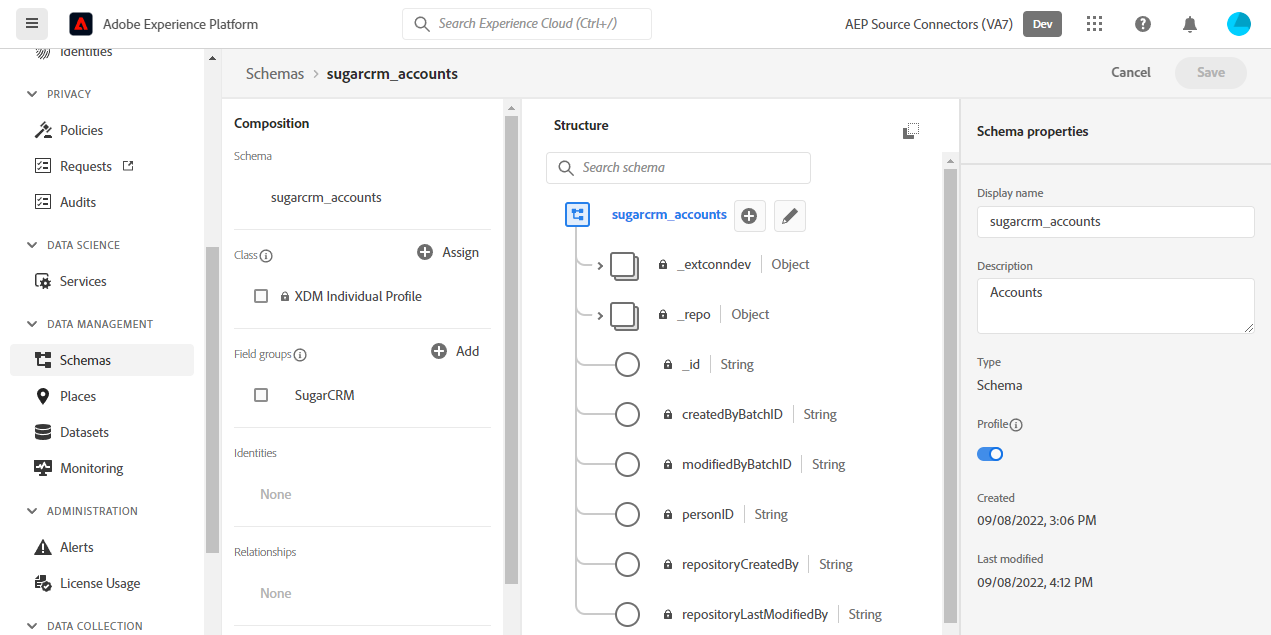 Adobe Experience Platform
Search Experience Cloud (Ctrl+/)
AEP Source Connectors (VA7)
Dev
Identities
PRIVACY
Policies
Requests
Audits
DATA SCIENCE
Services
DATA MANAGEMENT
Schemas
Places
Datasets
Monitoring
ADMINISTRATION
Alerts
License Usage
DATA COLLECTION
Schemas > sugarcrm_accounts
Cancel
Save
Composition
Schema
sugarcrm_accounts
Class
Assign
XDM Individual Profile
Field groups
Add
SugarCRM
Identities
None
Relationships
None
Structure
Search schema
sugarcrm_accounts
_extconndev Object
_repo Object
_id String
createdByBatchID String
modifiedByBatchID String
personID String
repositoryCreatedBy String
repositoryLastModifiedBy String
Schema properties
Display name
sugarcrm_accounts
Description
Accounts
Type
Schema
Profile
Created
09/08/2022, 3:06 PM
Last modified
09/08/2022, 4:12 PM